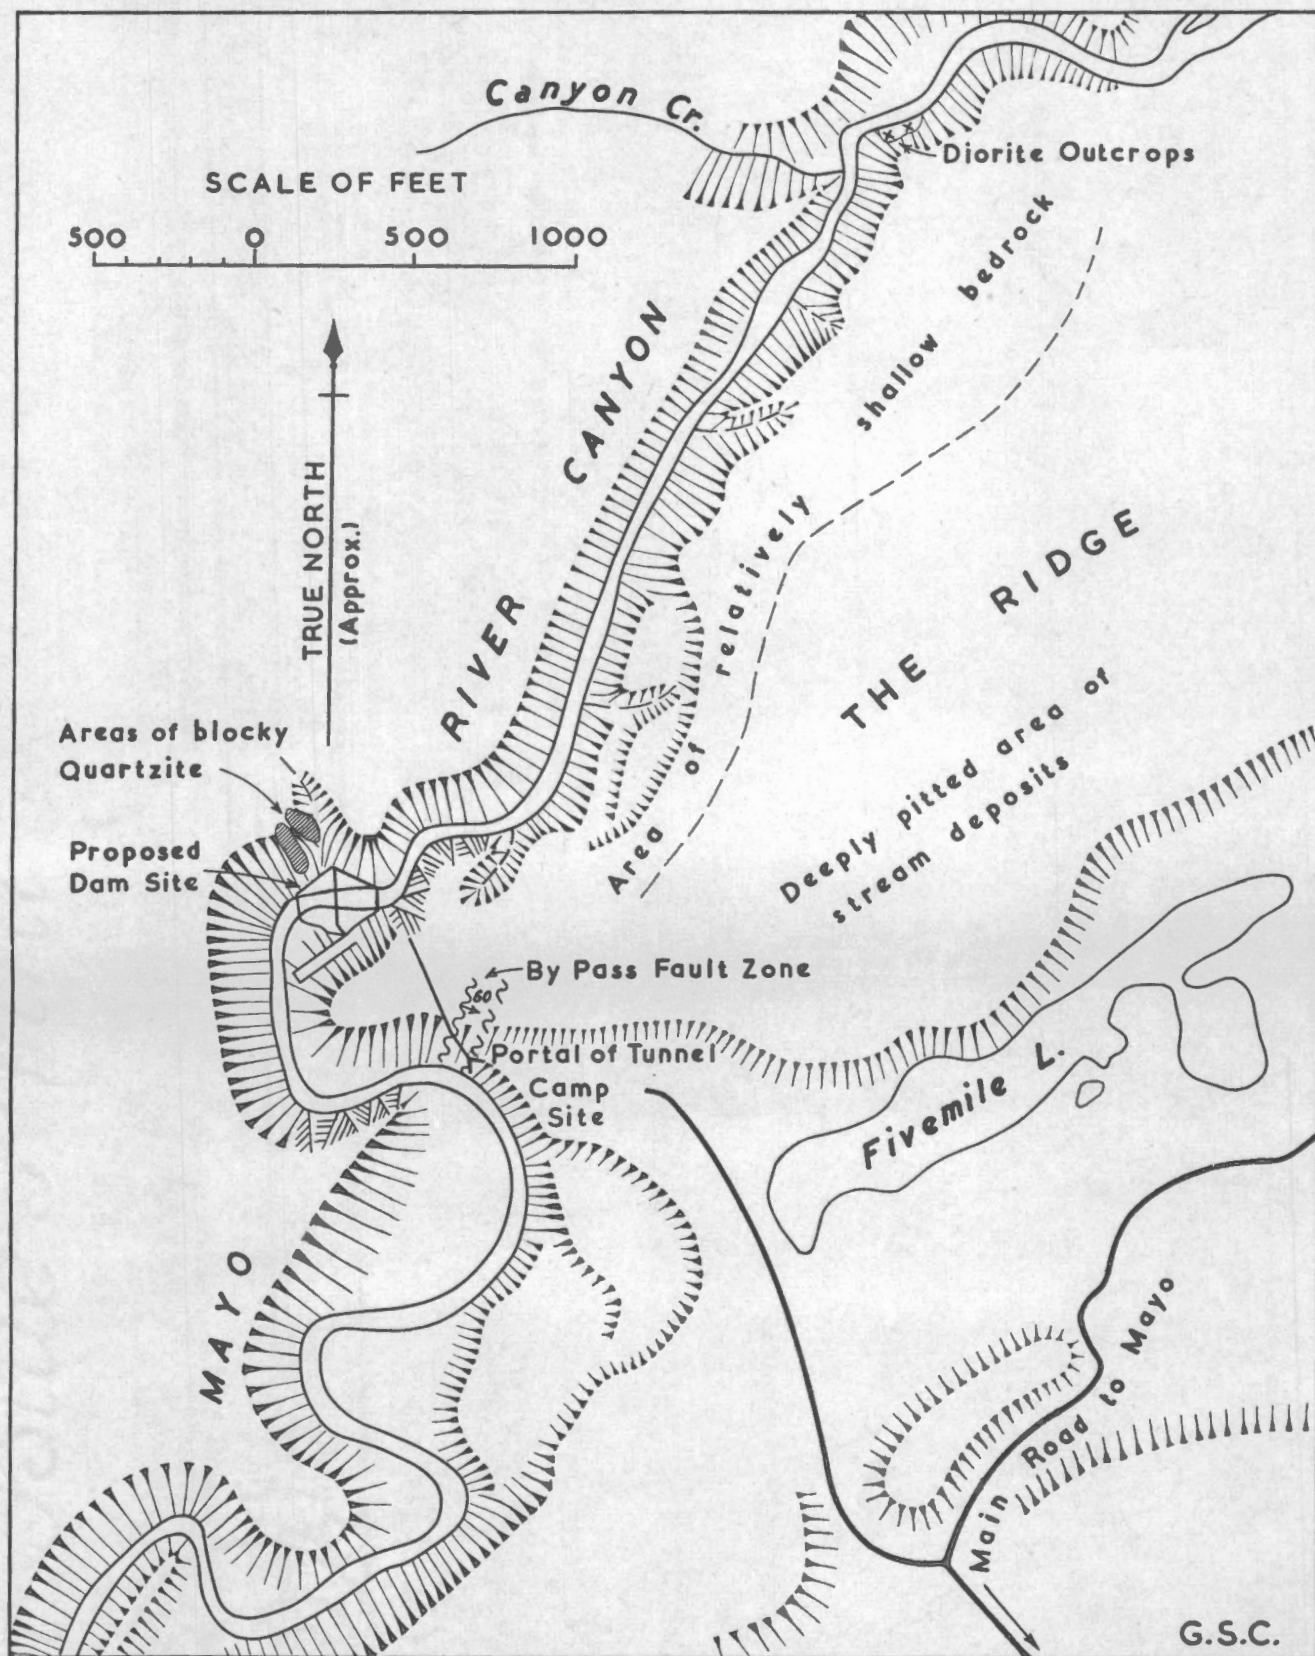 Canyon Cr.
Diorite Outcrops
SCALE OF FEET
500 0 500 1000
TRUE NORTH
(Approx.)
MAYO RIVER CANYON
Area of relatively shallow bedrock
THE RIDGE
Deeply pitted area of
stream deposits
Areas of blocky
Quartzite
Proposed
Dam Site
By Pass Fault Zone
60
Portal of Tunnel
Camp
Site
Fivemile L.
Main Road to Mayo
G.S.C.